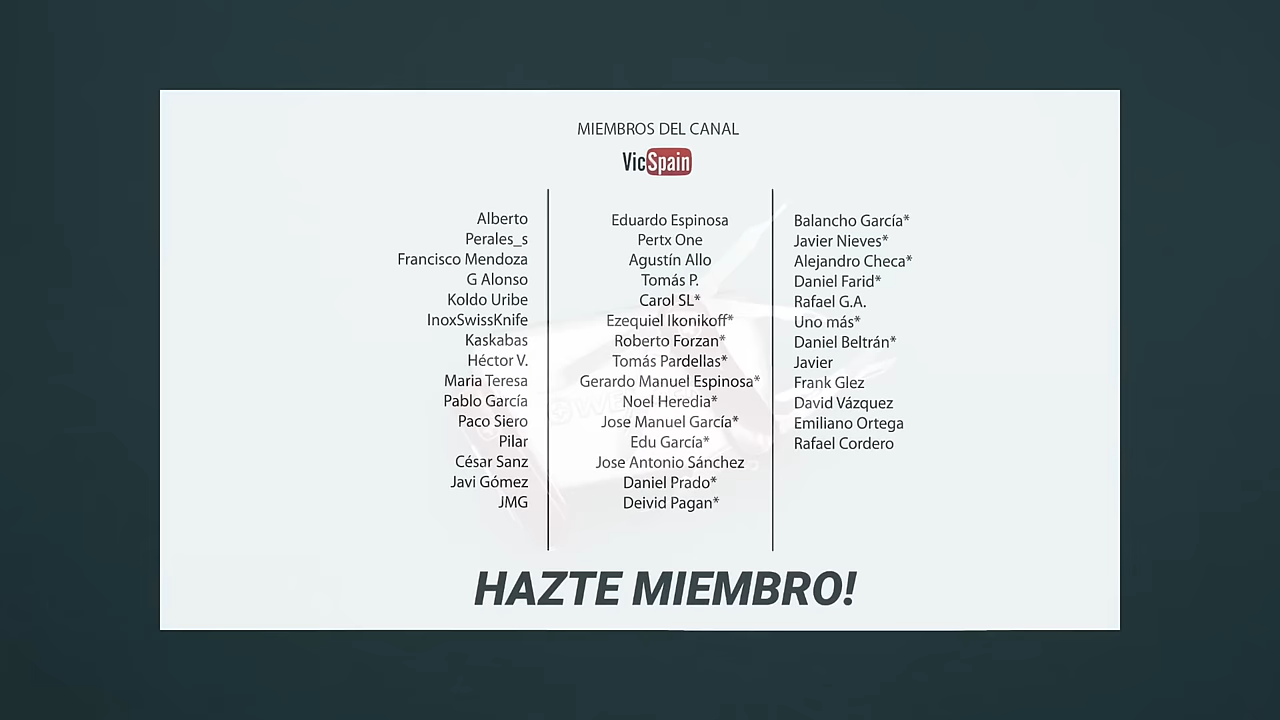 MIEMBROS DEL CANAL
VicSpain
Alberto
Perales_s
Francisco Mendoza
G Alonso
Koldo Uribe
InoxSwissKnife
Kaskabas
Héctor V.
Maria Teresa
Pablo García
Paco Siero
Pilar
César Sanz
Javi Gómez
JMG
Eduardo Espinosa
Pertx One
Agustín Allo
Tomás P.
Carol SL*
Ezequiel Ikonikoff*
Roberto Forzan*
Tomás Pardellas*
Gerardo Manuel Espinosa*
Noel Heredia*
Jose Manuel García*
Edu García*
Jose Antonio Sánchez
Daniel Prado*
Deivid Pagan*
Balancho García*
Javier Nieves*
Alejandro Checa*
Daniel Farid*
Rafael G.A.
Uno más*
Daniel Beltrán*
Javier
Frank Glez
David Vázquez
Emiliano Ortega
Rafael Cordero
HAZTE MIEMBRO!